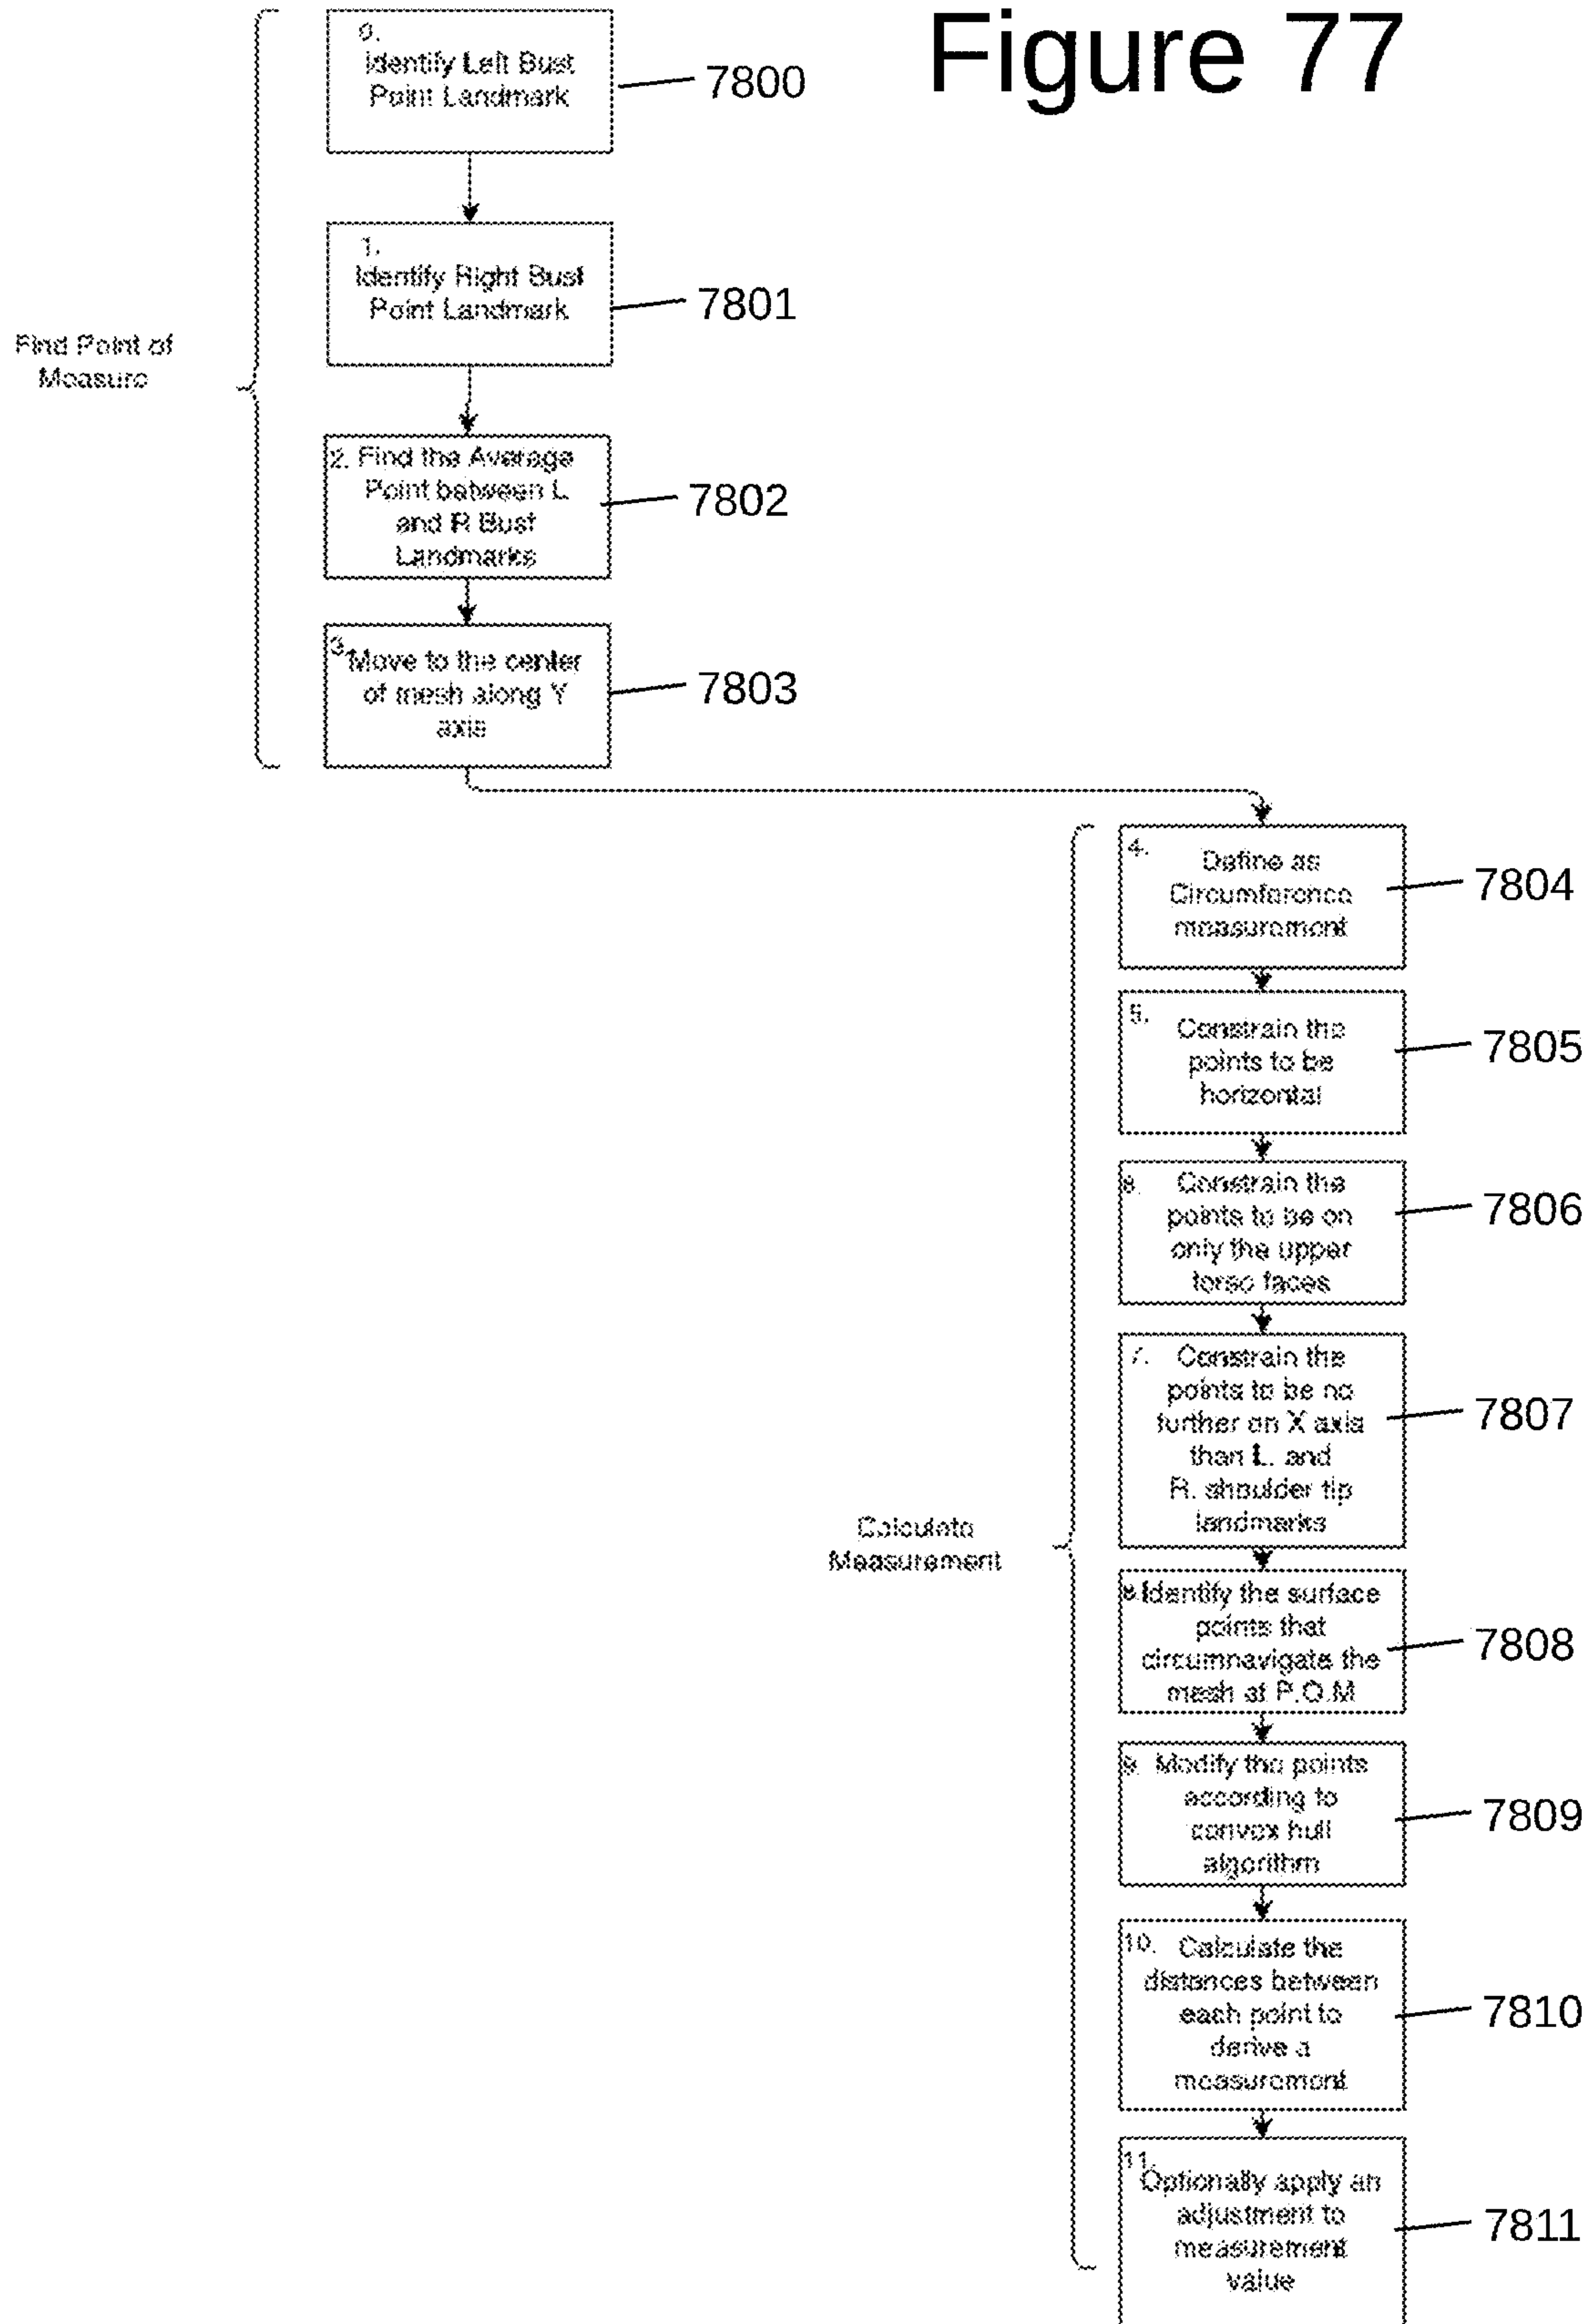 Figure 77
Find Point of
Measure
0.
Identify Left Bust
Point Landmark
7800
1.
Identify Right Bust
Point Landmark
7801
2. Find the Average
Point between L
and R Bust
Landmarks
7802
3. Move to the center
of mesh along Y
axis
7803
Calculate
Measurement
4.
Define as
Circumference
measurement
7804
5.
Constrain the
points to be
horizontal
7805
6. Constrain the
points to be on
only the upper
torso faces
7806
7. Constrain the
points to be no
further on X axis
than L. and
R. shoulder tip
landmarks
7807
8. Identify the surface
points that
circumnavigate the
mesh at P.O.M
7808
9. Modify the points
according to
convex hull
algorithm
7809
10. Calculate the
distances between
each point to
derive a
measurement
7810
11.
Optionally apply an
adjustment to
measurement
value
7811